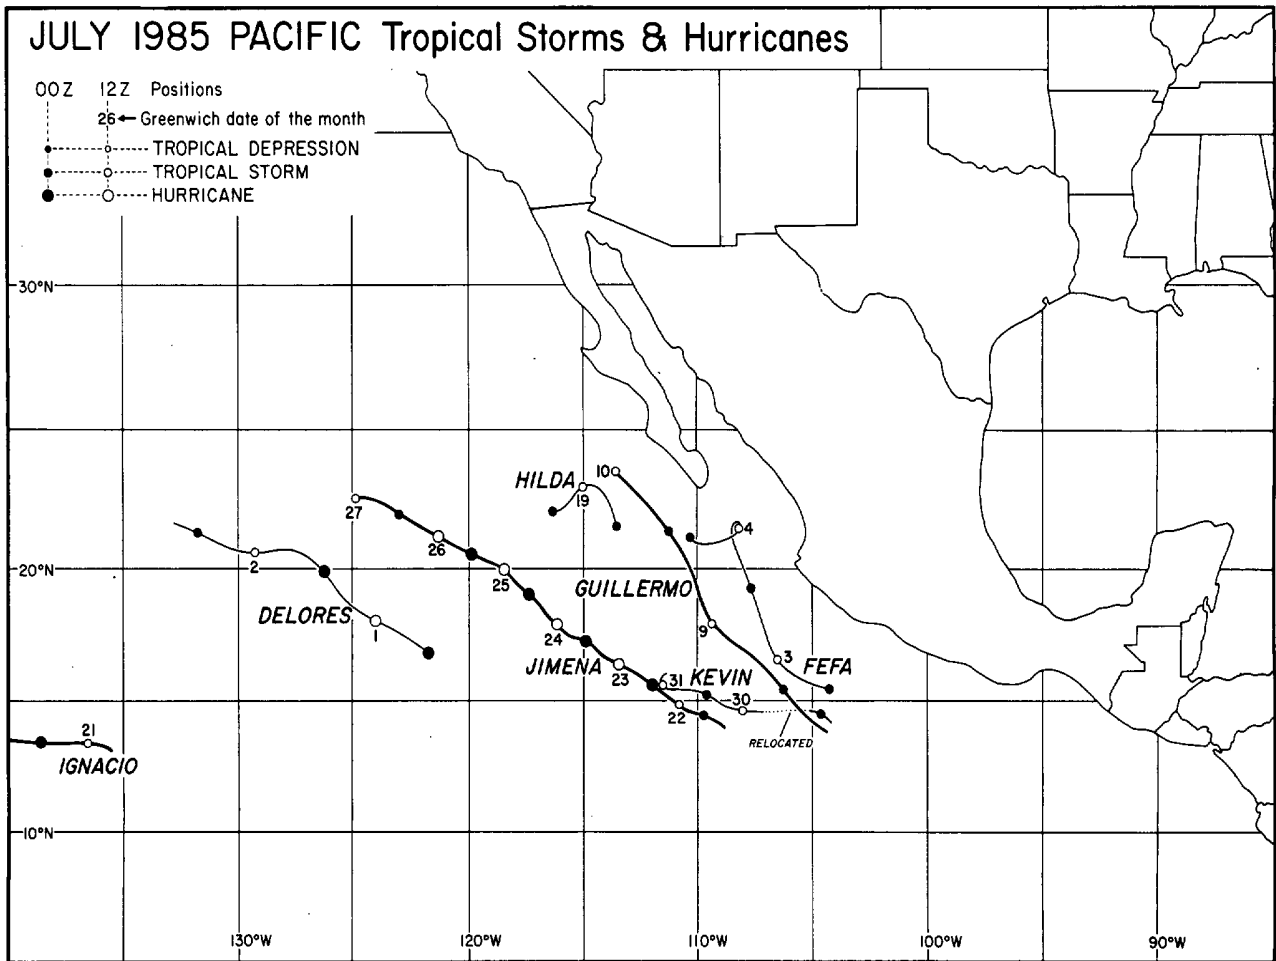 JULY 1985 PACIFIC Tropical Storms & Hurricanes
00Z 12Z Positions
26 ← Greenwich date of the month
TROPICAL DEPRESSION
TROPICAL STORM
HURRICANE
30°N
HILDA
10
19
27
4
26
20°N
2
25
GUILLERMO
DELORES
1
24
9
JIMENA
23
31
KEVIN
3
FEFA
22
30
RELOCATED
21
IGNACIO
10°N
130°W 120°W 110°W 100°W 90°W